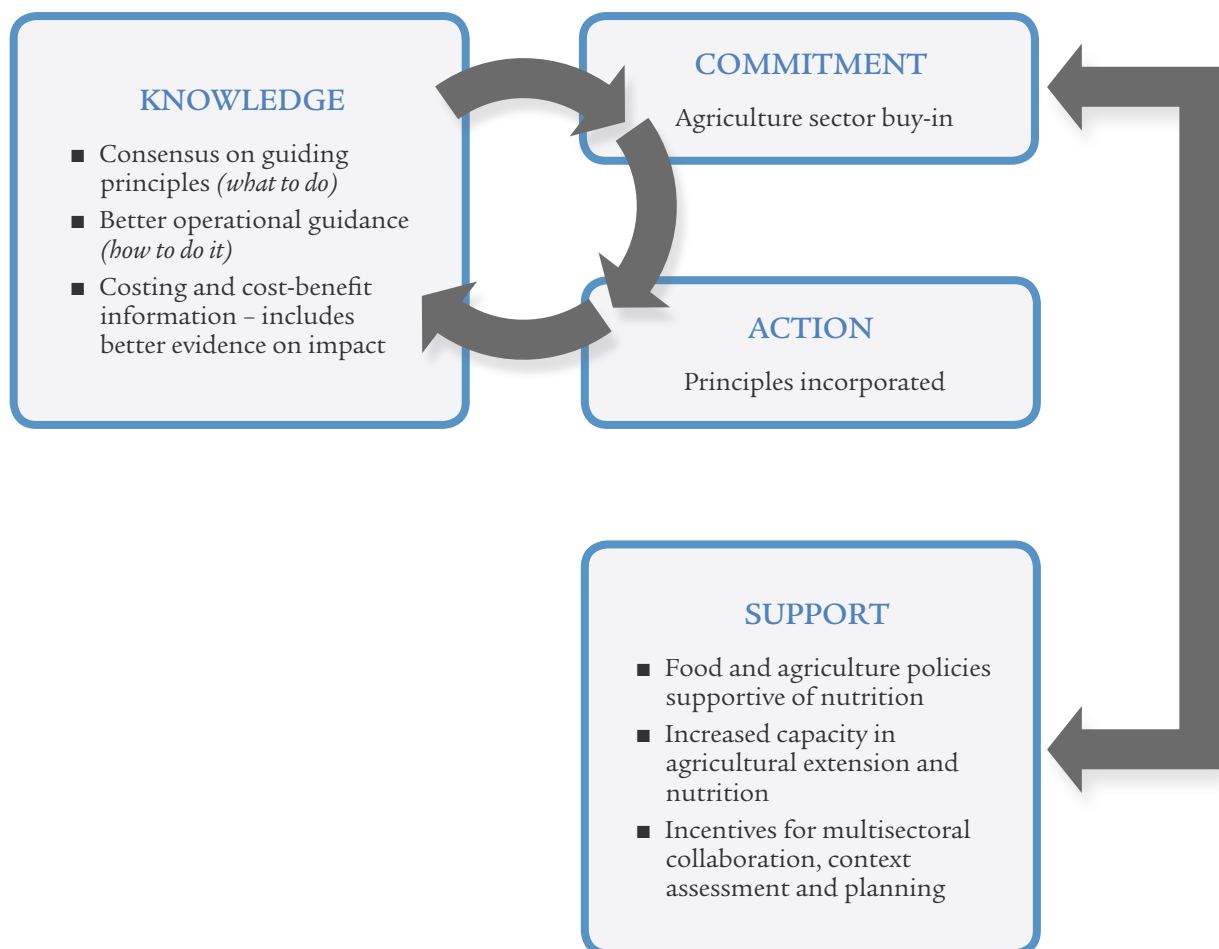 KNOWLEDGE
■ Consensus on guiding
principles (what to do)
■ Better operational guidance
(how to do it)
■ Costing and cost-benefit
information – includes
better evidence on impact
COMMITMENT
Agriculture sector buy-in
ACTION
Principles incorporated
SUPPORT
■ Food and agriculture policies
supportive of nutrition
■ Increased capacity in
agricultural extension and
nutrition
■ Incentives for multisectoral
collaboration, context
assessment and planning